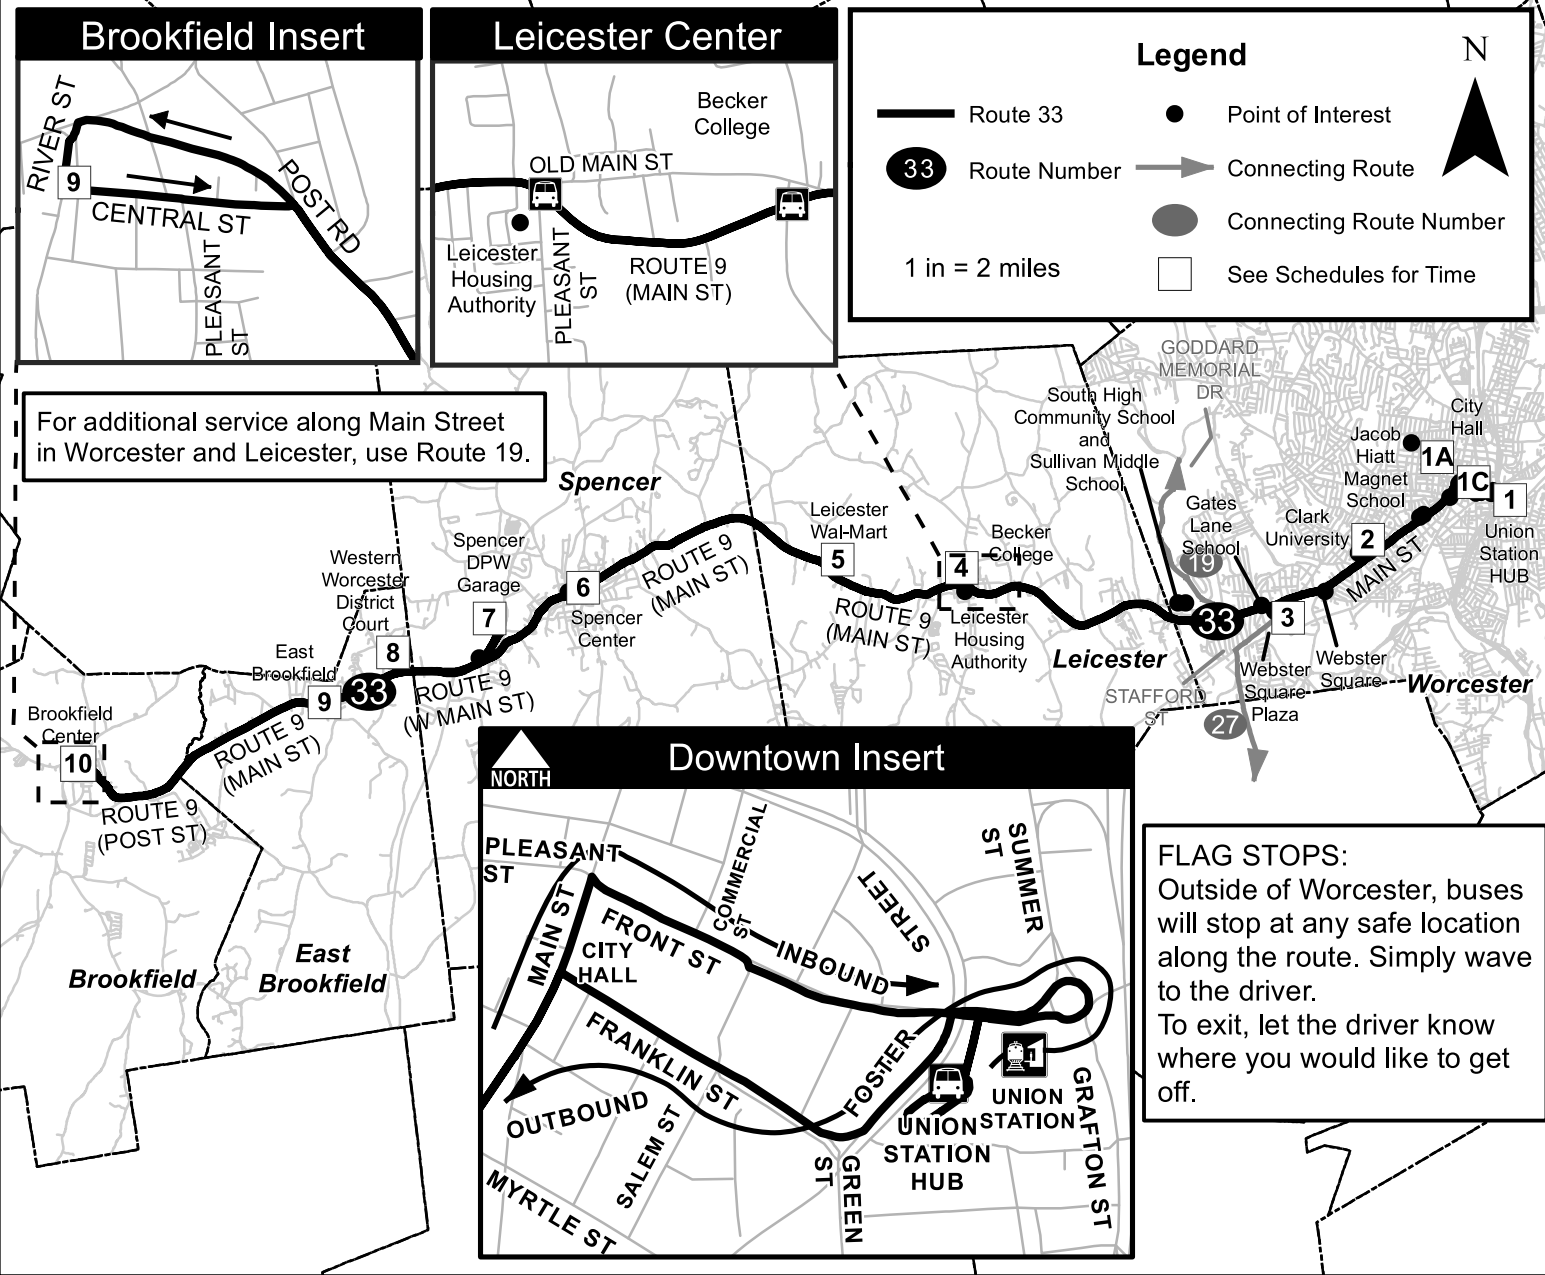 Brookfield Insert
RIVER ST
9
CENTRAL ST
POST RD
PLEASANT
ST
Leicester Center
Becker
College
OLD MAIN ST
Leicester
Housing
Authority
PLEASANT
ST
ROUTE 9
(MAIN ST)
Legend
N
Route 33
Point of Interest
33
Route Number
Connecting Route
Connecting Route Number
1 in = 2 miles
See Schedules for Time
For additional service along Main Street
in Worcester and Leicester, use Route 19.
GODDARD
MEMORIAL
DR
South High
Community School
and
Sullivan Middle
School
City
Hall
Jacob
Hiatt
Magnet
School
1A
1C
1
Union
Station
HUB
Gates
Lane
School
Clark
University
2
MAIN ST
19
33
3
Webster
Square
Webster
Square
Plaza
STAFFORD
ST
27
Worcester
Leicester
Becker
College
4
Leicester
Housing
Authority
Leicester
Wal-Mart
5
ROUTE 9
(MAIN ST)
Spencer
ROUTE 9
(MAIN ST)
6
Spencer
Center
Spencer
DPW
Garage
7
Western
Worcester
District
Court
8
ROUTE 9
(W MAIN ST)
33
East
Brookfield
9
ROUTE 9
(MAIN ST)
Brookfield
Center
10
ROUTE 9
(POST ST)
Brookfield
East
Brookfield
NORTH
Downtown Insert
PLEASANT
ST
MAIN ST
CITY
HALL
FRONT ST
COMMERCIAL
ST
INBOUND
STREET
SUMMER
ST
FRANKLIN ST
FOSTER
OUTBOUND
SALEM ST
MYRTLE ST
GREEN
ST
UNION
STATION
HUB
UNION
STATION
GRAFTON ST
FLAG STOPS:
Outside of Worcester, buses
will stop at any safe location
along the route. Simply wave
to the driver.
To exit, let the driver know
where you would like to get
off.